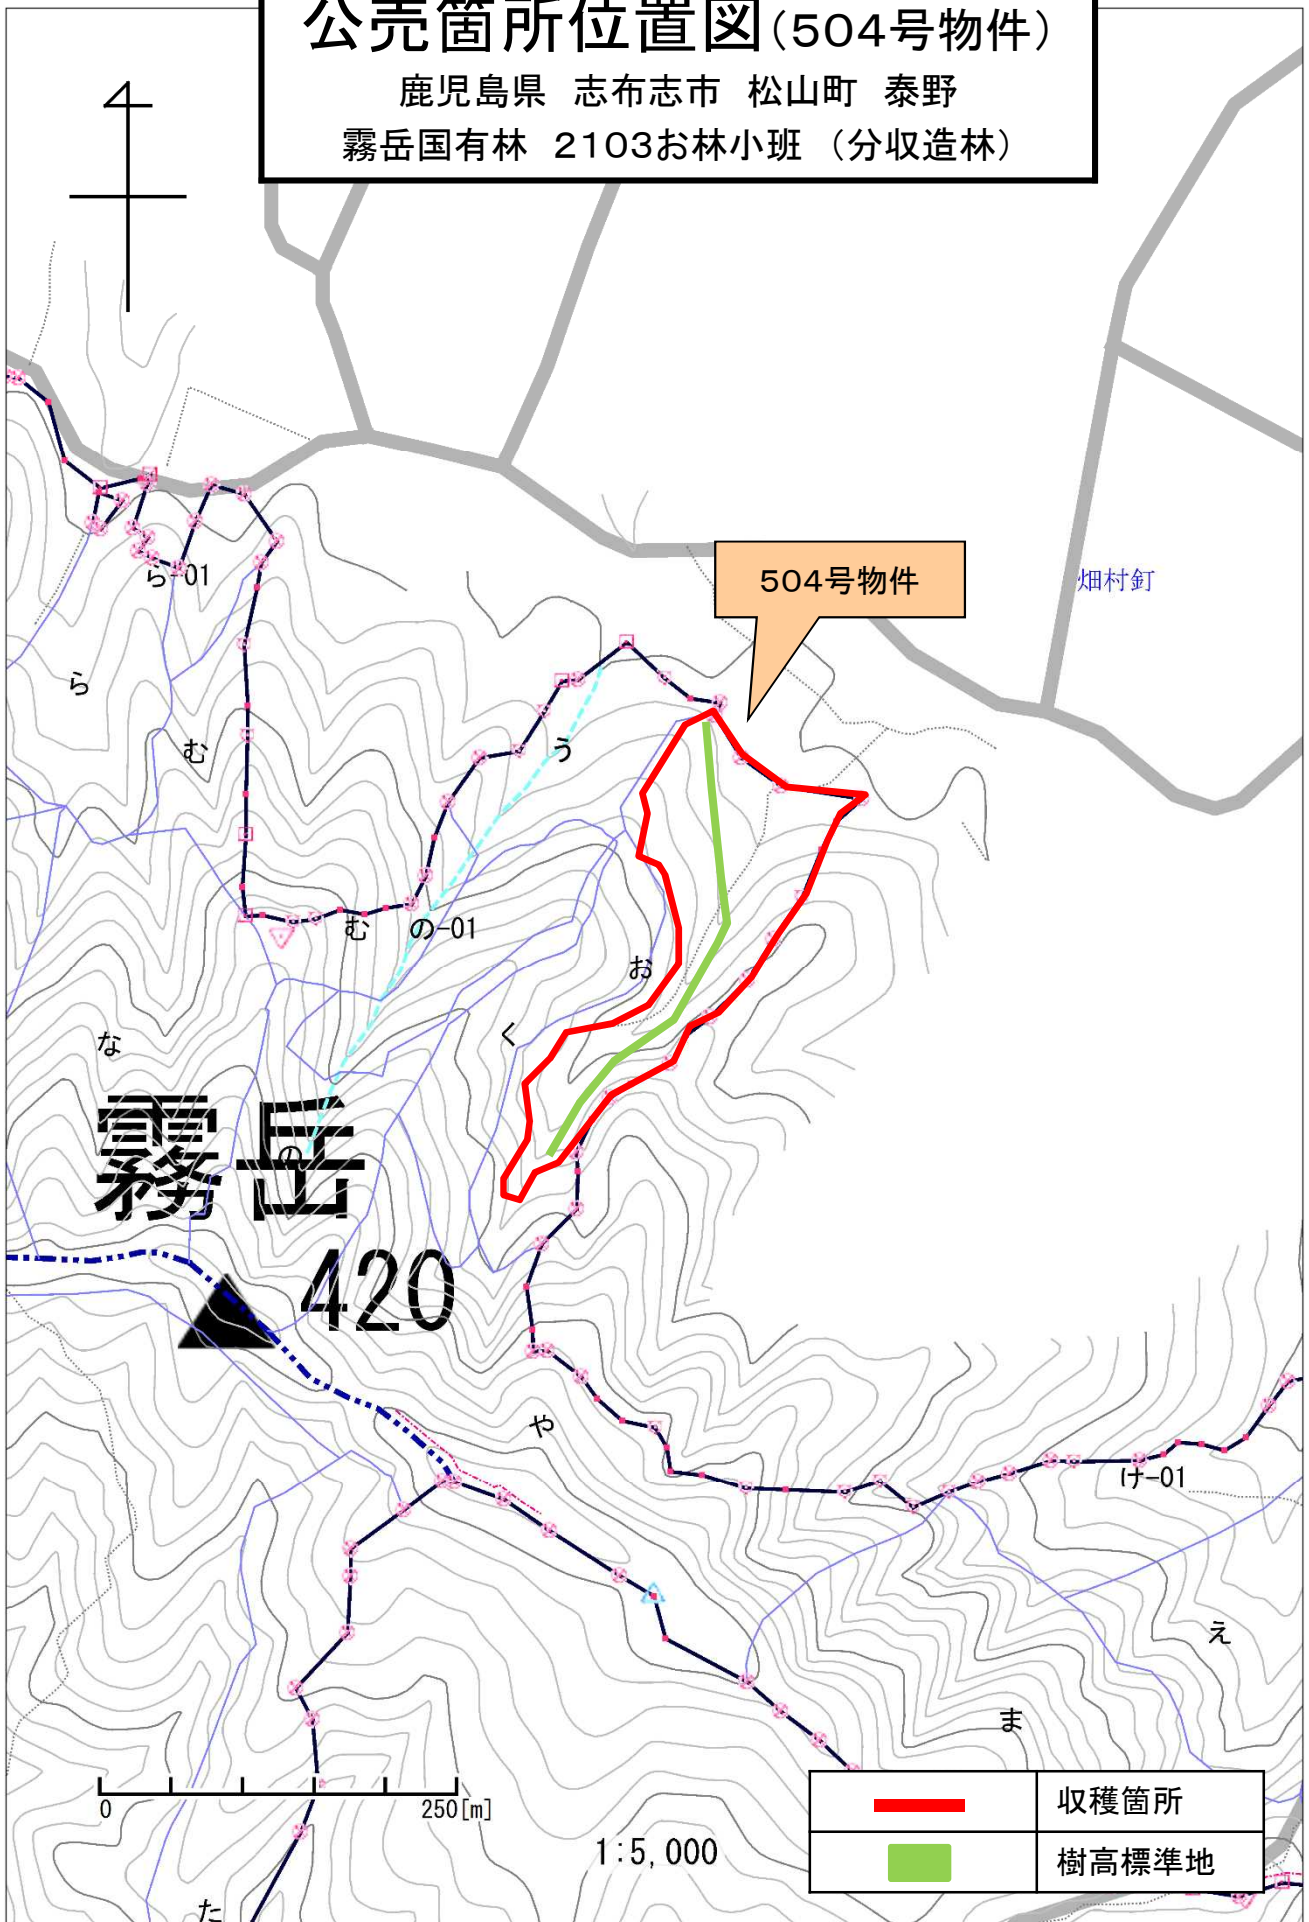 公売箇所位置図(504号物件)
鹿児島県 志布志市 松山町 泰野
霧岳国有林 2103お林小班 (分収造林)
504号物件
畑村釘
ら-01
ら
む
う
む
の-01
お
く
な
霧岳
の
420
や
け-01
え
ま
0 250[m]
1:5,000
収穫箇所
樹高標準地
た